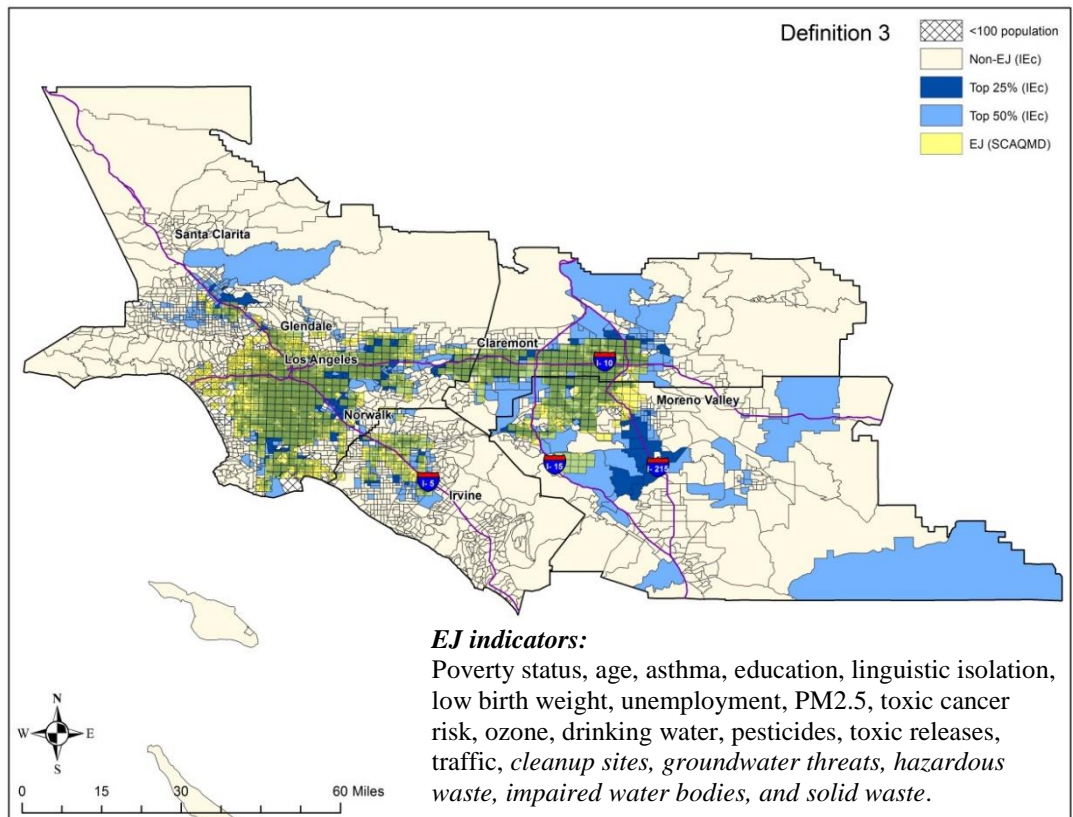 Definition 3
<100 population
Non-EJ (IEc)
Top 25% (IEc)
Top 50% (IEc)
EJ (SCAQMD)
Santa Clarita
Glendale
Los Angeles
Claremont
I- 10
Norwalk
Moreno Valley
I- 15
I- 215
I- 5
Irvine
EJ indicators:
Poverty status, age, asthma, education, linguistic isolation,
low birth weight, unemployment, PM2.5, toxic cancer
risk, ozone, drinking water, pesticides, toxic releases,
traffic, cleanup sites, groundwater threats, hazardous
waste, impaired water bodies, and solid waste.
N
W E
S
0 15 30 60 Miles